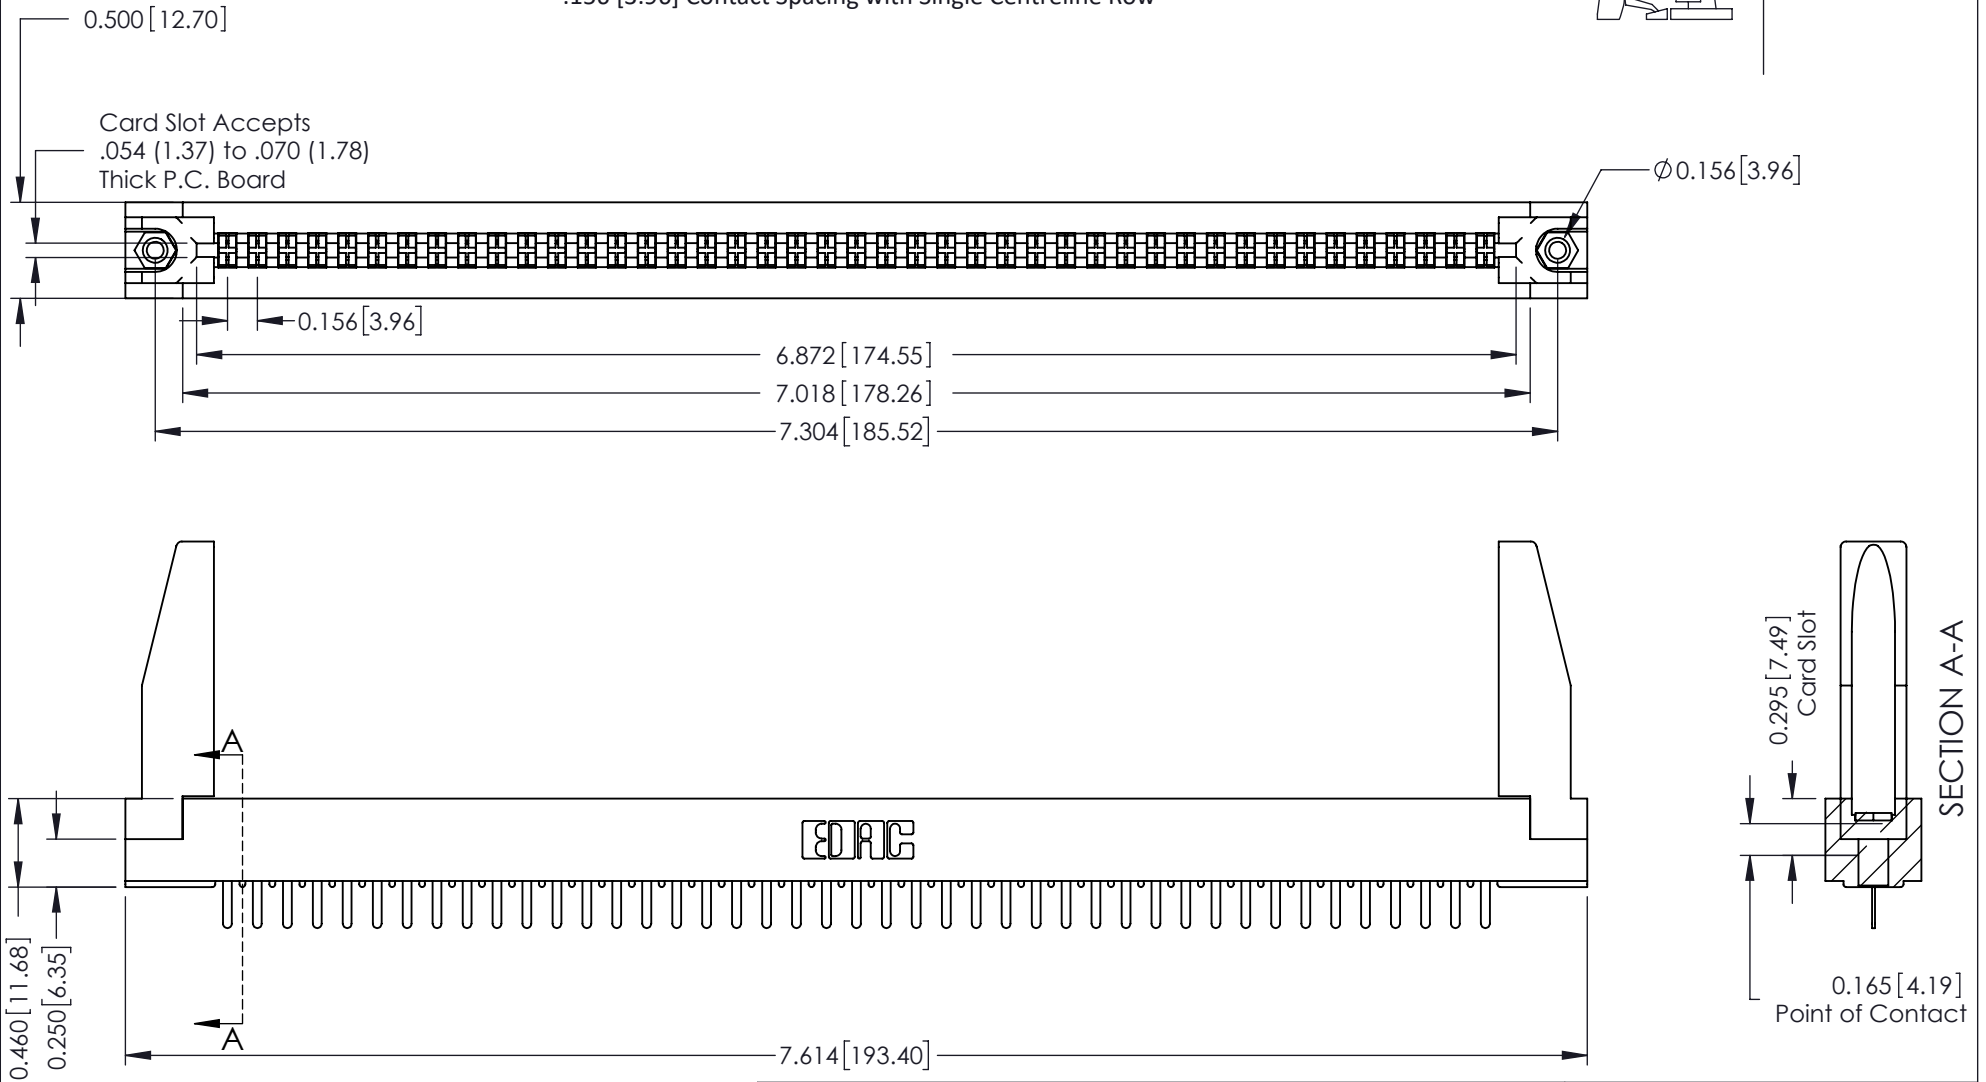 .156 [3.96] Contact Spacing with Single Centreline Row
0.500 [12.70]
Card Slot Accepts
.054 (1.37) to .070 (1.78)
Thick P.C. Board
Ø0.156[3.96]
0.156[3.96]
6.872[174.55]
7.018[178.26]
7.304[185.52]
A
EDAC
0.295[7.49]
Card Slot
SECTION A-A
0.460[11.68]
0.250[6.35]
A
0.165[4.19]
Point of Contact
7.614[193.40]